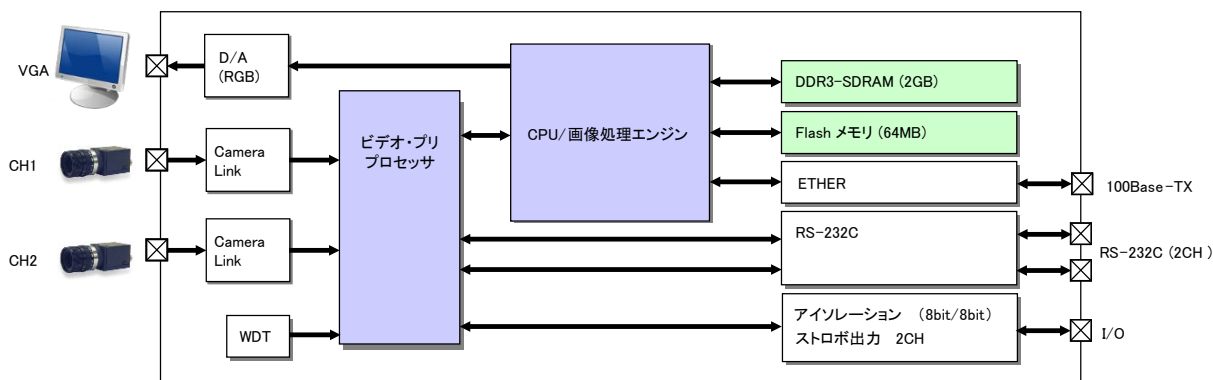 VGA
D/A
(RGB)
CH1
Camera
Link
CH2
Camera
Link
WDT
ビデオ・プリ
プロセッサ
CPU/画像処理エンジン
DDR3-SDRAM (2GB)
Flash メモリ (64MB)
ETHER
100Base-TX
RS-232C
RS-232C (2CH )
アイソレーション (8bit/8bit)
ストロボ出力 2CH
I/O